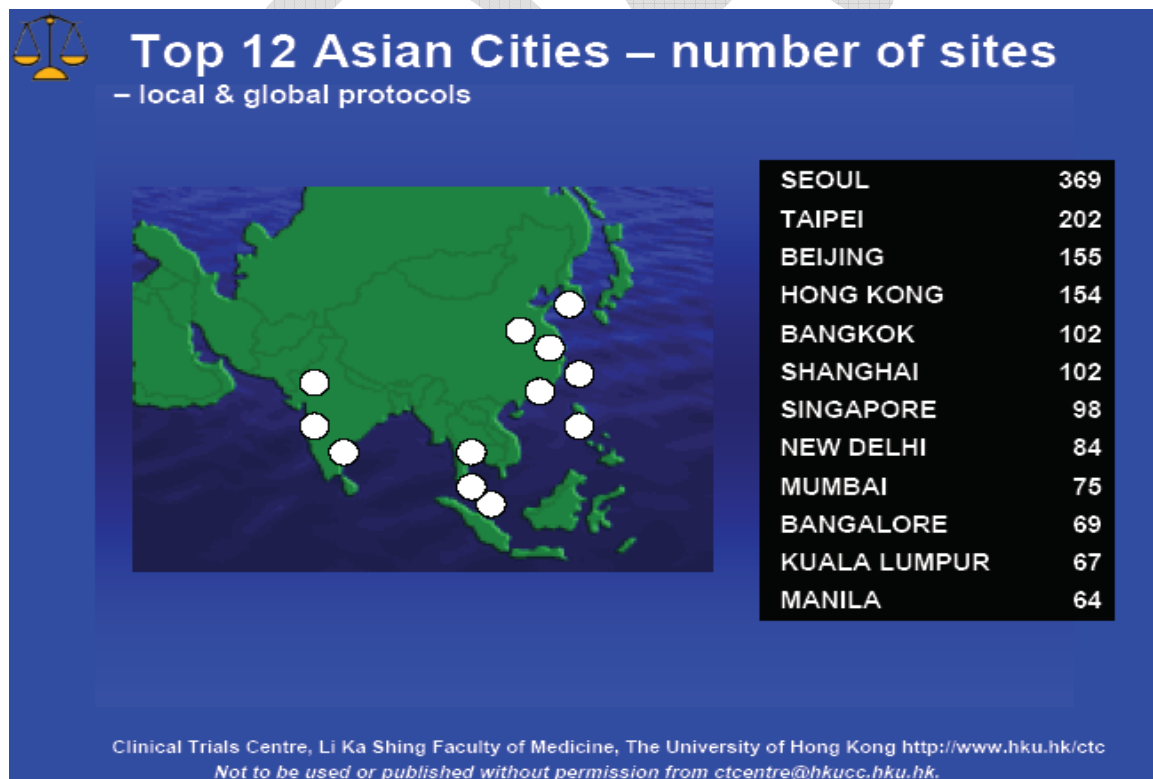 Top 12 Asian Cities – number of sites
– local & global protocols
SEOUL 369
TAIPEI 202
BEIJING 155
HONG KONG 154
BANGKOK 102
SHANGHAI 102
SINGAPORE 98
NEW DELHI 84
MUMBAI 75
BANGALORE 69
KUALA LUMPUR 67
MANILA 64
Clinical Trials Centre, Li Ka Shing Faculty of Medicine, The University of Hong Kong http://www.hku.hk/ctc
Not to be used or published without permission from ctcentre@hkucc.hku.hk.